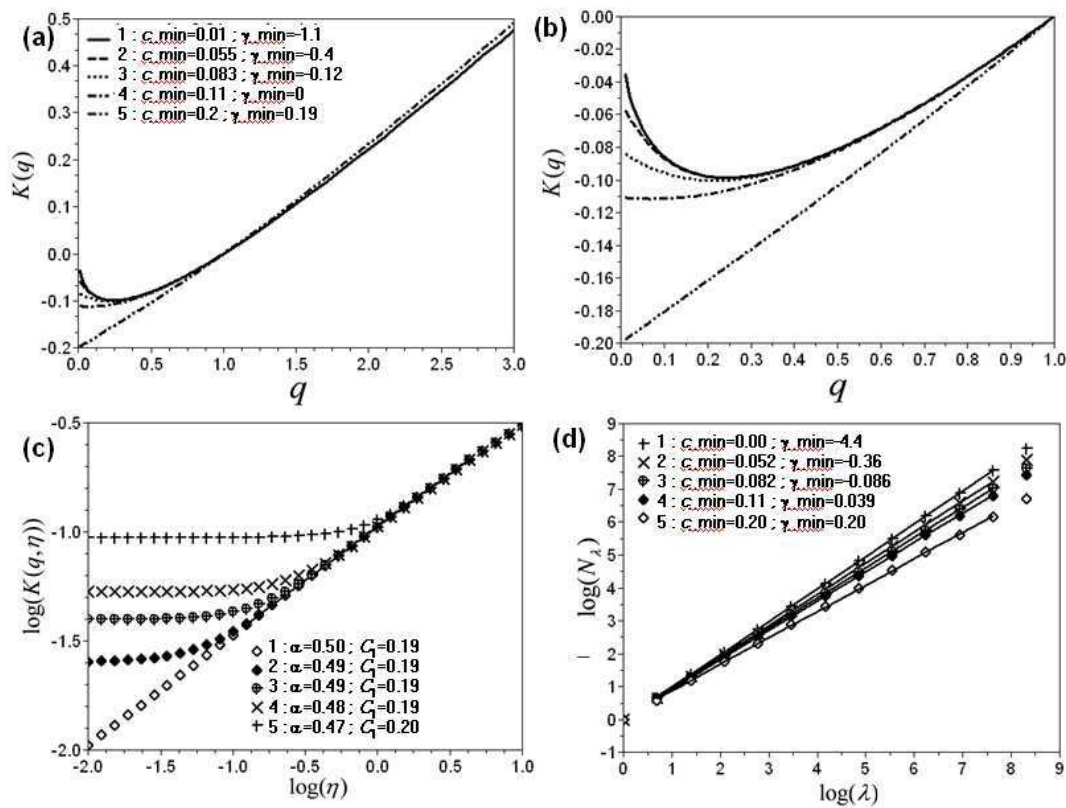 (a)
1 : c_min=0.01 ; γ_min=-1.1
2 : c_min=0.055 ; γ_min=-0.4
3 : c_min=0.083 ; γ_min=-0.12
4 : c_min=0.11 ; γ_min=0
5 : c_min=0.2 ; γ_min=0.19
0.5
0.4
0.3
0.2
0.1
0.0
-0.1
-0.2
K(q)
0.0 0.5 1.0 1.5 2.0 2.5 3.0
q
(b)
0.00
-0.02
-0.04
-0.06
-0.08
-0.10
-0.12
-0.14
-0.16
-0.18
-0.20
K(q)
0.0 0.1 0.2 0.3 0.4 0.5 0.6 0.7 0.8 0.9 1.0
q
(c)
-0.5
-1.0
-1.5
-2.0
log(K(q,η))
1 : α=0.50 ; C1=0.19
2 : α=0.49 ; C1=0.19
3 : α=0.49 ; C1=0.19
4 : α=0.48 ; C1=0.19
5 : α=0.47 ; C1=0.20
-2.0 -1.5 -1.0 -0.5 0.0 0.5 1.0
log(η)
(d)
1 : c_min=0.00 ; γ_min=-4.4
2 : c_min=0.052 ; γ_min=-0.36
3 : c_min=0.082 ; γ_min=-0.086
4 : c_min=0.11 ; γ_min=0.039
5 : c_min=0.20 ; γ_min=0.20
9
8
7
6
5
4
3
2
1
0
-1
log(Nλ)
0 1 2 3 4 5 6 7 8 9
log(λ)